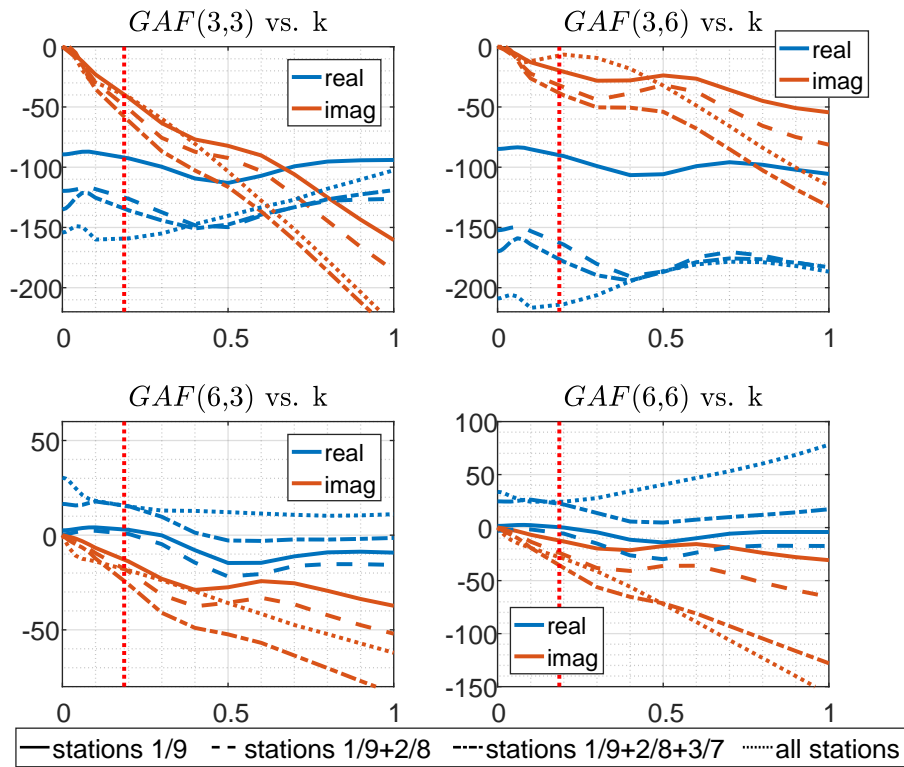 GAF(3,3) vs. k
GAF(3,6) vs. k
0
-50
-100
-150
-200
real
imag
0
0.5
1
0
-50
-100
-150
-200
real
imag
0
0.5
1
GAF(6,3) vs. k
GAF(6,6) vs. k
50
0
-50
real
imag
0
0.5
1
100
50
0
-50
-100
-150
real
imag
0
0.5
1
stations 1/9 stations 1/9+2/8 stations 1/9+2/8+3/7 all stations